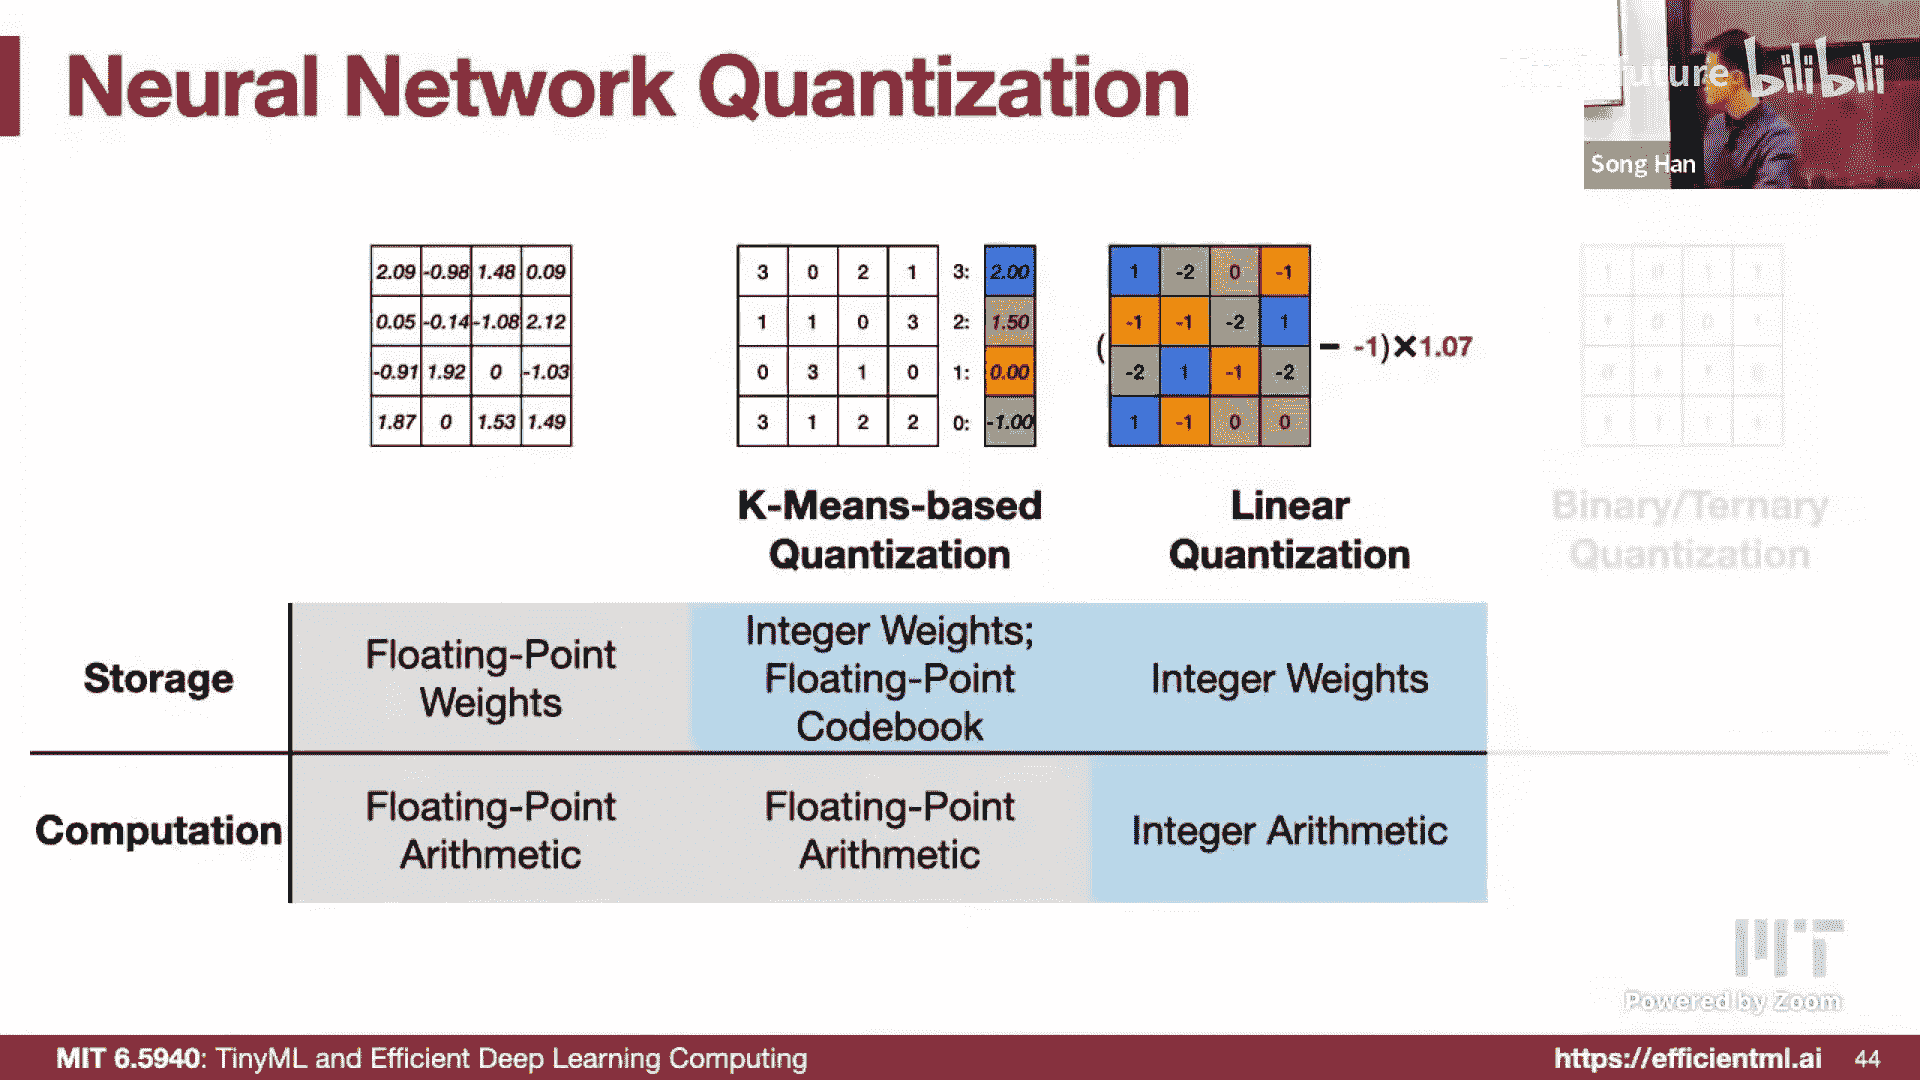 Neural Network Quantization
uture bilibili
Song Han
2.09 -0.98 1.48 0.09
0.05 -0.14 -1.08 2.12
-0.91 1.92 0 -1.03
1.87 0 1.53 1.49
3 0 2 1 3: 2.00
1 1 0 3 2: 1.50
0 3 1 0 1: 0.00
3 1 2 2 0: -1.00
1 -2 0 -1
-1 -1 -2 1
( -2 1 -1 -2 − -1)×1.07
1 -1 0 0
K-Means-based
Quantization
Linear
Quantization
Binary/Ternary
Quantization
Storage
Floating-Point
Weights
Integer Weights;
Floating-Point
Codebook
Integer Weights
Computation
Floating-Point
Arithmetic
Floating-Point
Arithmetic
Integer Arithmetic
MIT
Powered by Zoom
MIT 6.5940: TinyML and Efficient Deep Learning Computing
https://efficientml.ai 44